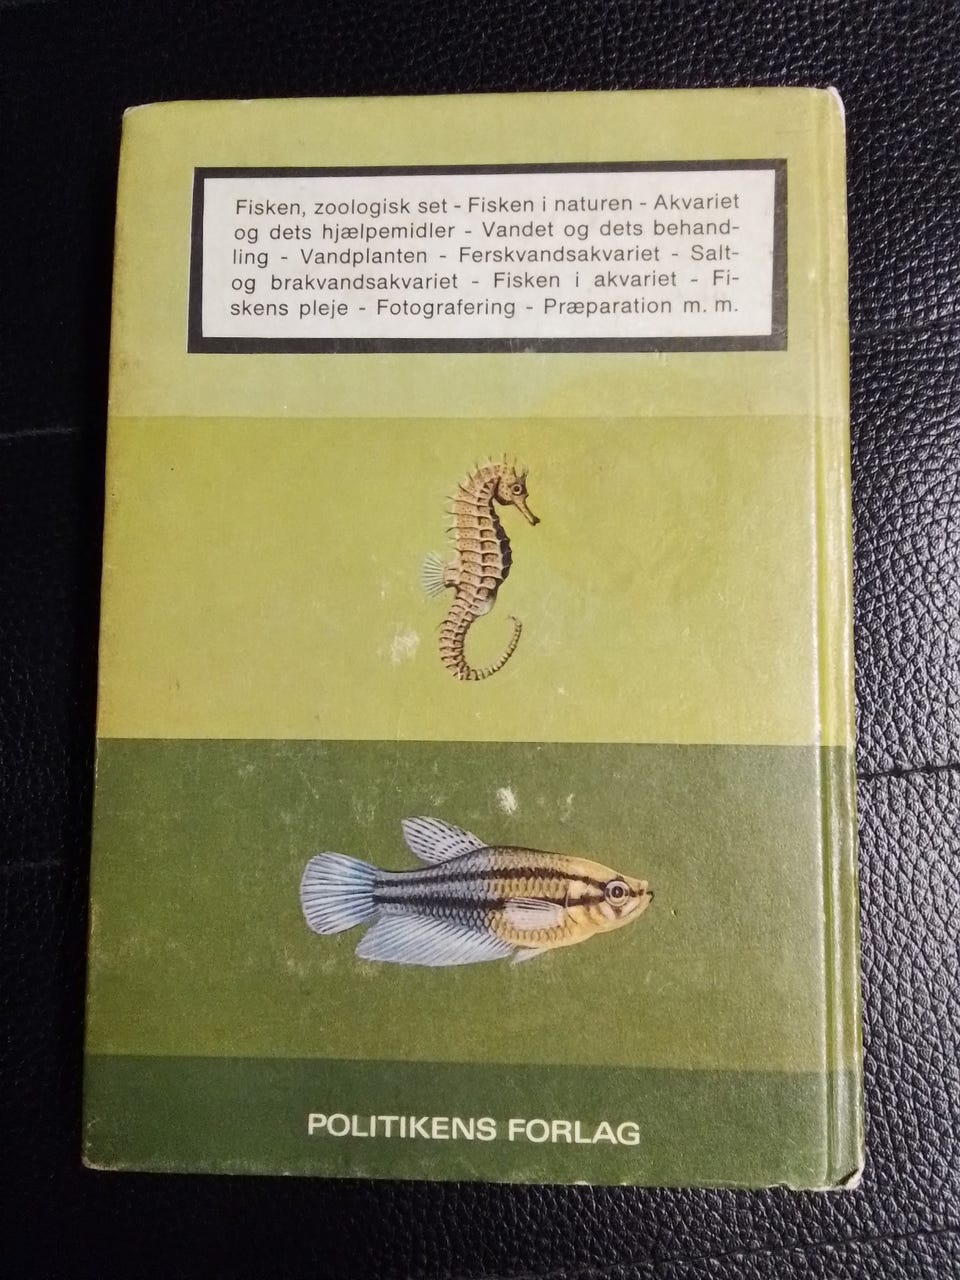 Fisken, zoologisk set - Fisken i naturen - Akvariet
og dets hjælpemidler - Vandet og dets behand-
ling - Vandplanten - Ferskvandsakvariet - Salt-
og brakvandsakvariet - Fisken i akvariet - Fi-
skens pleje - Fotografering - Præparation m. m.
POLITIKENS FORLAG